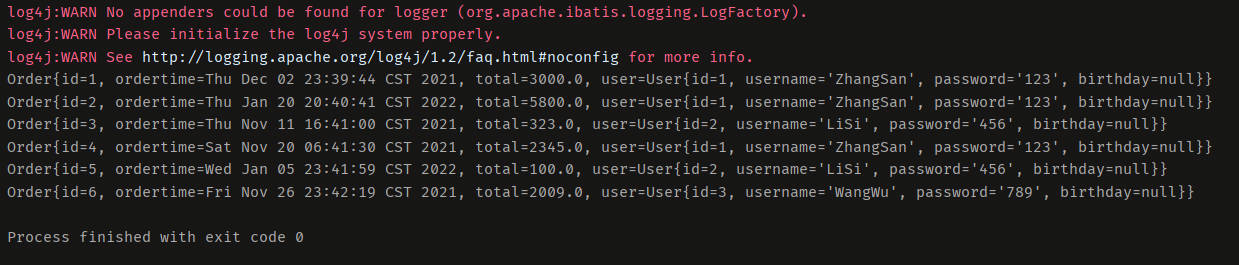 log4j:WARN No appenders could be found for logger (org.apache.ibatis.logging.LogFactory).
log4j:WARN Please initialize the log4j system properly.
log4j:WARN See http://logging.apache.org/log4j/1.2/faq.html#noconfig for more info.
Order{id=1, ordertime=Thu Dec 02 23:39:44 CST 2021, total=3000.0, user=User{id=1, username='ZhangSan', password='123', birthday=null}}
Order{id=2, ordertime=Thu Jan 20 20:40:41 CST 2022, total=5800.0, user=User{id=1, username='ZhangSan', password='123', birthday=null}}
Order{id=3, ordertime=Thu Nov 11 16:41:00 CST 2021, total=323.0, user=User{id=2, username='LiSi', password='456', birthday=null}}
Order{id=4, ordertime=Sat Nov 20 06:41:30 CST 2021, total=2345.0, user=User{id=1, username='ZhangSan', password='123', birthday=null}}
Order{id=5, ordertime=Wed Jan 05 23:41:59 CST 2022, total=100.0, user=User{id=2, username='LiSi', password='456', birthday=null}}
Order{id=6, ordertime=Fri Nov 26 23:42:19 CST 2021, total=2009.0, user=User{id=3, username='WangWu', password='789', birthday=null}}
Process finished with exit code 0